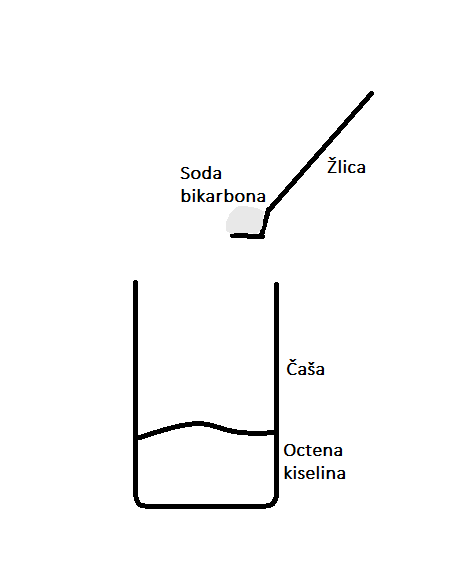 Soda
bikarbona
Žlica
Čaša
Octena
kiselina